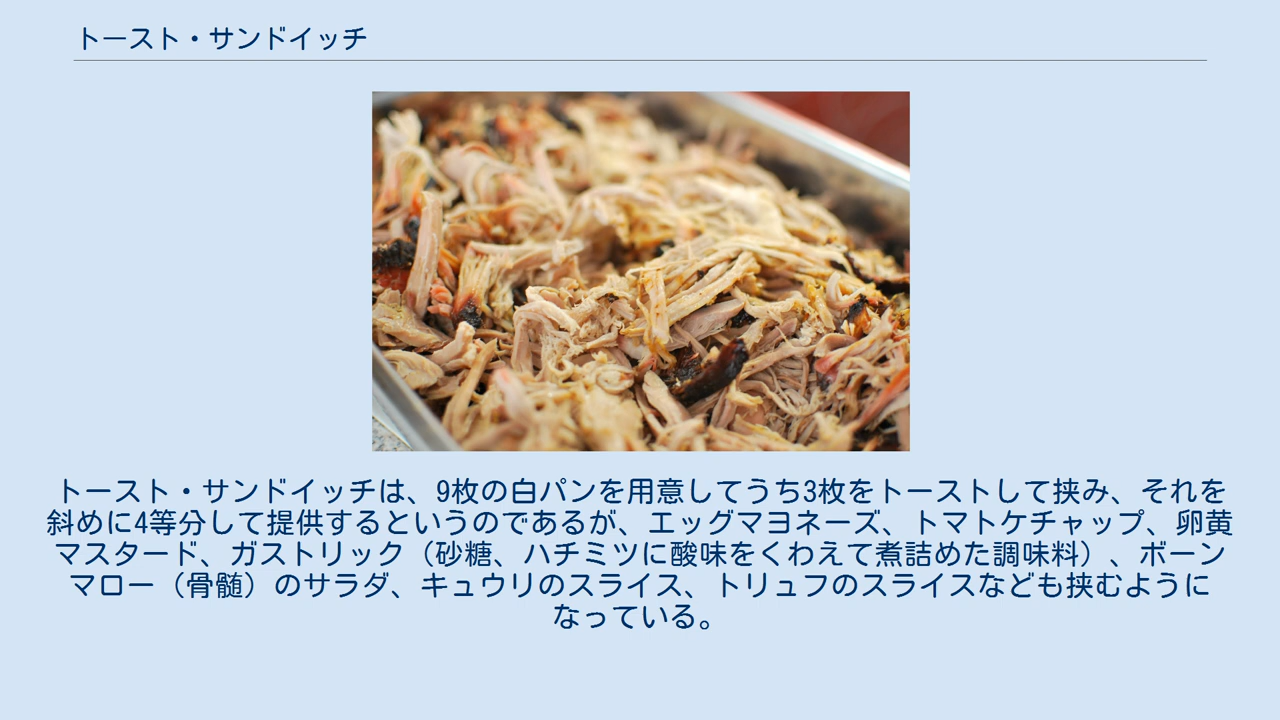 トースト・サンドイッチ
トースト・サンドイッチは、9枚の白パンを用意してうち3枚をトーストして挟み、それを
斜めに4等分して提供するというのであるが、エッグマヨネーズ、トマトケチャップ、卵黄
マスタード、ガストリック（砂糖、ハチミツに酸味をくわえて煮詰めた調味料）、ボーン
マロー（骨髄）のサラダ、キュウリのスライス、トリュフのスライスなども挟むように
なっている。